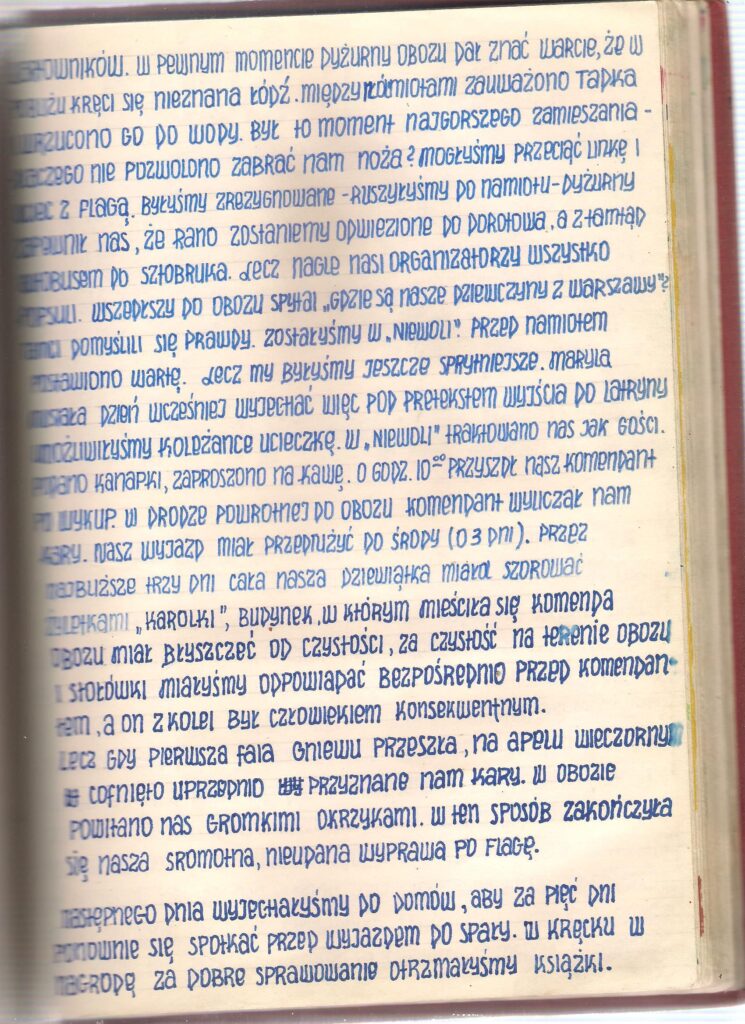 W PEWNYM MOMENCIE DYŻURNY OBOZU DAŁ ZNAĆ WARCIE, ŻE W
POBLIŻU KRĘCI SIĘ NIEZNANA ŁÓDŹ. MIĘDZY NAMIOTAMI ZAUWAŻONO TADKA
WRZUCONO GO DO WODY. BYŁ TO MOMENT NAJGORSZEGO ZAMIESZANIA -
DLACZEGO NIE POZWOLONO ZABRAĆ NAM NOŻA? MOGŁYŚMY PRZECIĄĆ LINKĘ I
UCIEC Z FLAGĄ. BYŁYŚMY ZREZYGNOWANE - RUSZYŁYŚMY DO NAMIOTU - DYŻURNY
ZAPEWNIŁ NAS, ŻE RANO ZOSTANIEMY ODWIEZIONE DO DOROTOWA, A ZTAMTĄD
AUTOBUSEM DO SZTOBRUKA. LECZ NAGLE NASI ORGANIZATORZY WSZYSTKO
POPSULI. WSZEDŁSZY DO OBOZU SPYTAI „GDZIE SĄ NASZE DZIEWCZYNY Z WARSZAWY"?
TAMCI DOMYŚLILI SIĘ PRAWDY. ZOSTAŁYŚMY W „NIEWOLI". PRZED NAMIOTEM
POSTAWIONO WARTĘ. LECZ MY BYŁYŚMY JESZCZE SPRYTNIEJSZE. MARYLA
MUSIAŁA DZIEŃ WCZEŚNIEJ WYJECHAĆ WIĘC POD PRETEKSTEM WYJŚCIA DO LATRYNY
UMOŻLIWIŁYŚMY KOLEŻANCE UCIECZKĘ. W „NIEWOLI" TRAKTOWANO NAS JAK GOŚCI.
PODANO KANAPKI, ZAPROSZONO NA KAWĘ. O GODZ. 10⁰⁰ PRZYSZDŁ NASZ KOMENDANT
PO WYKUP. W DRODZE POWROTNEJ DO OBOZU KOMENDANT WYLICZAŁ NAM
KARY. NASZ WYJAZD MIAŁ PRZEDŁUŻYĆ DO ŚRODY (O 3 DNI). PRZEZ
NAJBLIŻSZE TRZY DNI CAŁA NASZA DZIEWIĄTKA MIAŁA SZOROWAĆ
ŻYLETKAMI „KAROLKI", BUDYNEK, W KTÓRYM MIEŚCIŁA SIĘ KOMENDA
OBOZU MIAŁ BŁYSZCZEĆ OD CZYSTOŚCI, ZA CZYSTOŚĆ NA TERENIE OBOZU
I STOŁÓWKI MIAŁYŚMY ODPOWIADAĆ BEZPOŚREDNIO PRZED KOMENDAN-
TEM, A ON Z KOLEI BYŁ CZŁOWIEKIEM KONSEKWENTNYM.
LECZ GDY PIERWSZA FALA GNIEWU PRZESZŁA, NA APELU WIECZORNYM
COFNIĘTO UPRZEDNIO PRZYZNANE NAM KARY. W OBOZIE
POWITANO NAS GROMKIMI OKRZYKAMI. W TEN SPOSÓB ZAKOŃCZYŁA
SIĘ NASZA SROMOTNA, NIEUDANA WYPRAWA PO FLAGĘ.
NASTĘPNEGO DNIA WYJECHAŁYŚMY DO DOMÓW, ABY ZA PIĘĆ DNI
PONOWNIE SIĘ SPOTKAĆ PRZED WYJAZDEM DO SPAŁY. W KRĘCKU W
NAGRODĘ ZA DOBRE SPRAWOWANIE OTRZMAŁYŚMY KSIĄŻKI.